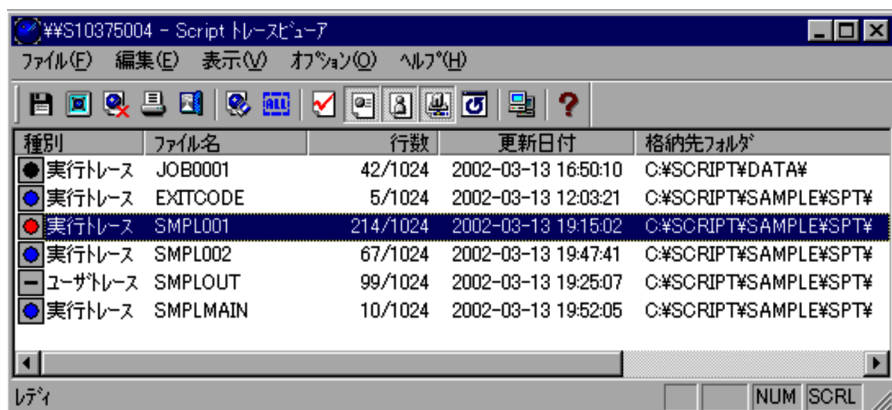 ¥¥S10375004 - Script ﾄﾚｰｽﾋﾞｭｰｱ
ﾌｧｲﾙ(F) 編集(E) 表示(V) ｵﾌﾟｼｮﾝ(O) ﾍﾙﾌﾟ(H)
ALL ?
種別 ﾌｧｲﾙ名 行数 更新日付 格納先ﾌｫﾙﾀﾞ
実行ﾄﾚｰｽ JOB0001 42/1024 2002-03-13 16:50:10 C:¥SCRIPT¥DATA¥
実行ﾄﾚｰｽ EXITCODE 5/1024 2002-03-13 12:03:21 C:¥SCRIPT¥SAMPLE¥SPT¥
実行ﾄﾚｰｽ SMPL001 214/1024 2002-03-13 19:15:02 C:¥SCRIPT¥SAMPLE¥SPT¥
実行ﾄﾚｰｽ SMPL002 67/1024 2002-03-13 19:47:41 C:¥SCRIPT¥SAMPLE¥SPT¥
ﾕｰｻﾞﾄﾚｰｽ SMPLOUT 99/1024 2002-03-13 19:25:07 C:¥SCRIPT¥SAMPLE¥SPT¥
実行ﾄﾚｰｽ SMPLMAIN 10/1024 2002-03-13 19:52:05 C:¥SCRIPT¥SAMPLE¥SPT¥
ﾚﾃﾞｨ NUM SCRL